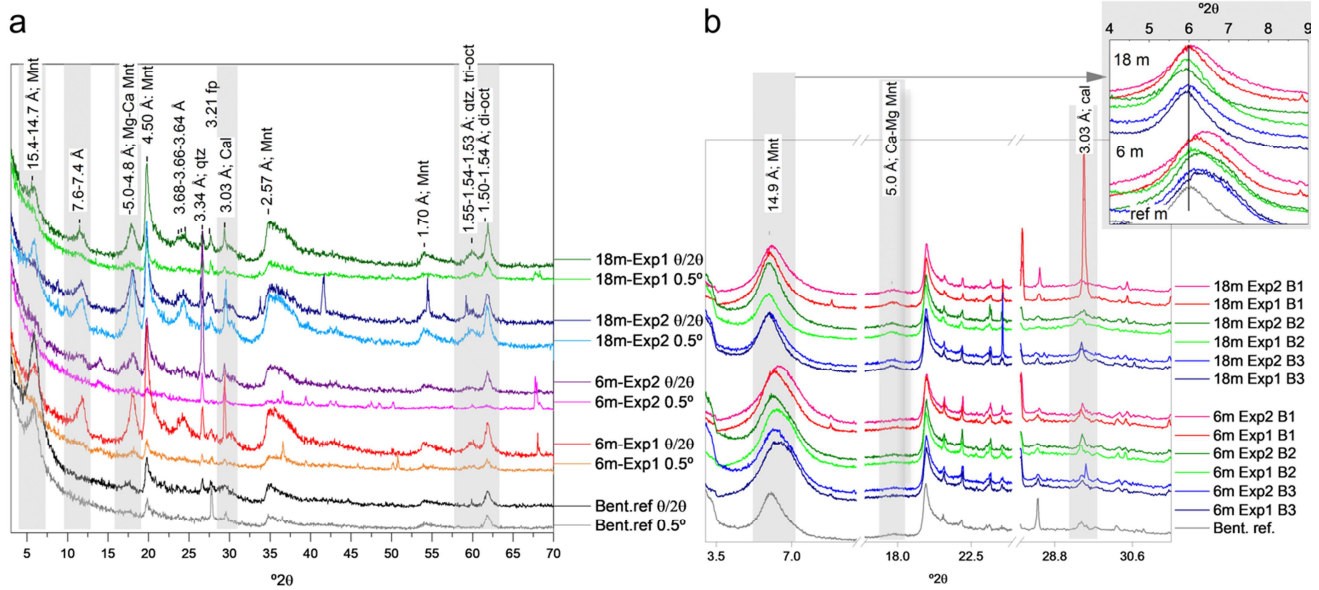 a
15.4-14.7 Å; Mnt
7.6-7.4 Å
-5.0-4.8 Å; Mg-Ca Mnt
4.50 Å; Mnt
3.68-3.66-3.64 Å
3.34 Å; qtz
3.21 fp
3.03 Å; Cal
2.57 Å; Mnt
1.70 Å; Mnt
1.55-1.54-1.53 Å; qtz. tri-oct
-1.50-1.54 Å; di-oct
18m-Exp1 θ/2θ
18m-Exp1 0.5º
18m-Exp2 θ/2θ
18m-Exp2 0.5º
6m-Exp2 θ/2θ
6m-Exp2 0.5º
6m-Exp1 θ/2θ
6m-Exp1 0.5º
Bent.ref θ/2θ
Bent.ref 0.5º
5 10 15 20 25 30 35 40 45 50 55 60 65 70
º2θ
b
º2θ
4 5 6 7 8 9
18 m
6 m
ref m
14.9 Å; Mnt
5.0 Å; Ca-Mg Mnt
3.03 Å; cal
18m Exp2 B1
18m Exp1 B1
18m Exp2 B2
18m Exp1 B2
18m Exp2 B3
18m Exp1 B3
6m Exp2 B1
6m Exp1 B1
6m Exp2 B2
6m Exp1 B2
6m Exp2 B3
6m Exp1 B3
Bent. ref.
3.5 7.0 18.0 22.5 28.8 30.6
º2θ